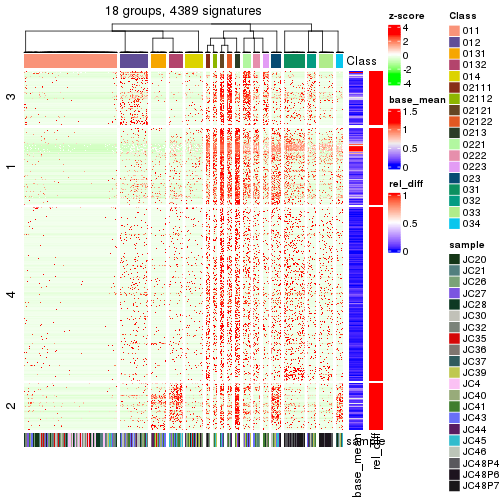 18 groups, 4389 signatures
Class
3
1
4
2
sample
base_mean
rel_diff
z-score
4
2
0
-2
-4
base_mean
1.5
1
0.5
0
rel_diff
1
0.5
0
Class
011
012
0131
0132
014
02111
02112
02121
02122
0213
0221
0222
0223
023
031
032
033
034
sample
JC20
JC21
JC26
JC27
JC28
JC30
JC32
JC35
JC36
JC37
JC39
JC4
JC40
JC41
JC43
JC44
JC45
JC46
JC48P4
JC48P6
JC48P7